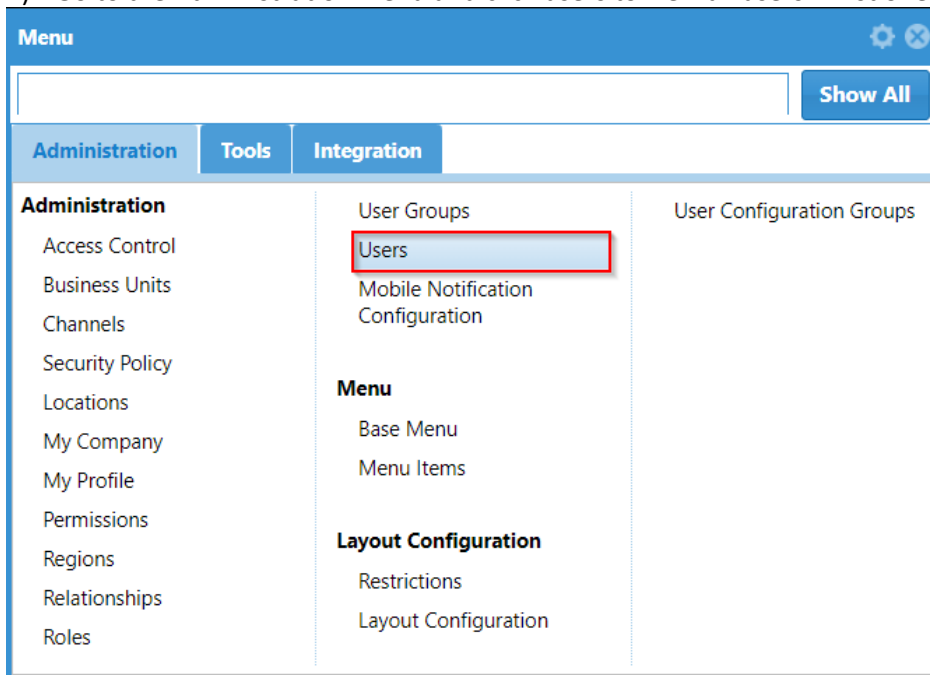 Menu
Show All
Administration
Tools
Integration
Administration
Access Control
Business Units
Channels
Security Policy
Locations
My Company
My Profile
Permissions
Regions
Relationships
Roles
User Groups
Users
Mobile Notification
Configuration
Menu
Base Menu
Menu Items
Layout Configuration
Restrictions
Layout Configuration
User Configuration Groups